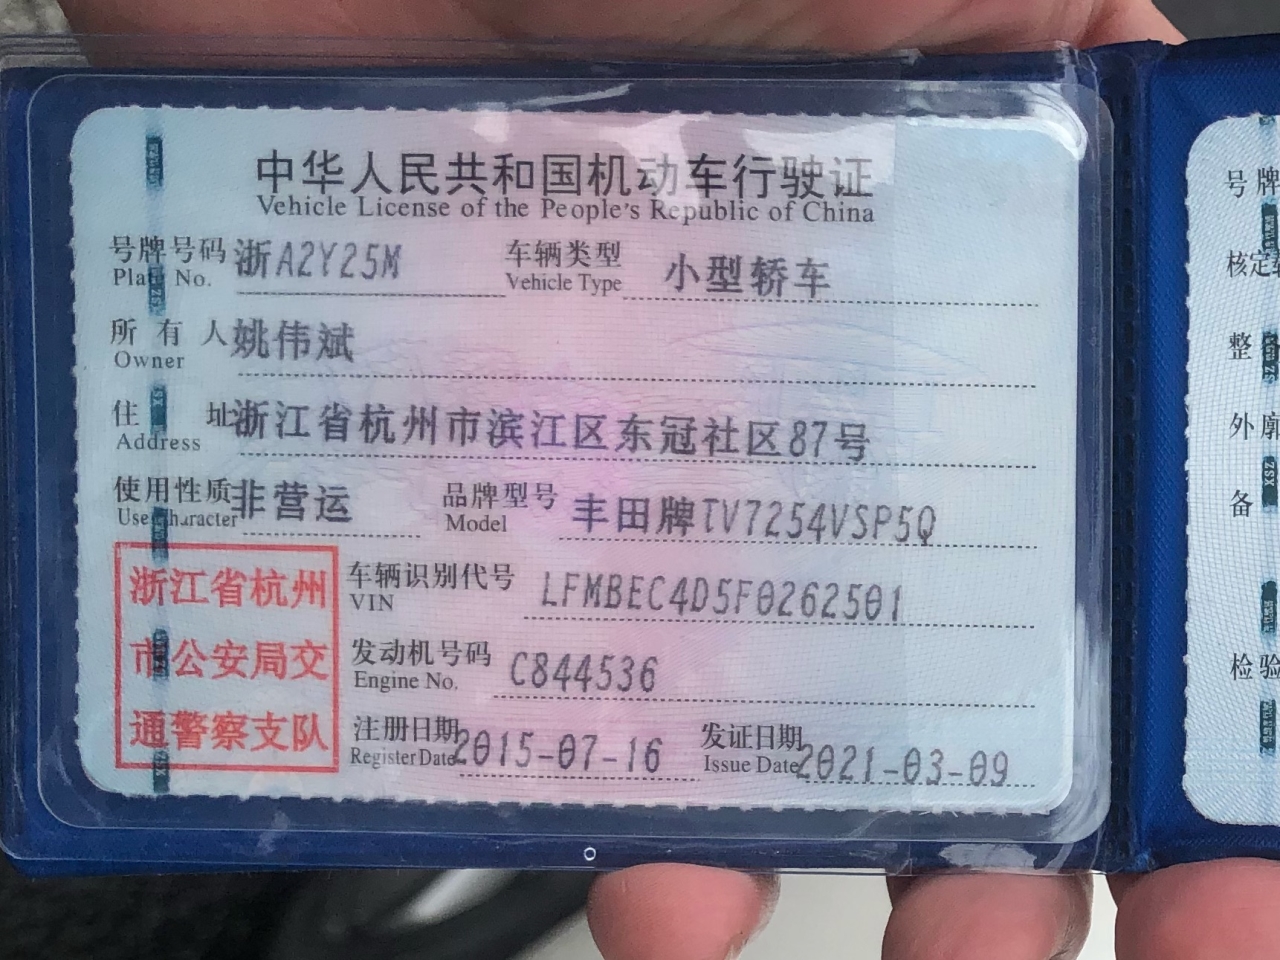 中华人民共和国机动车行驶证
Vehicle License of the People's Republic of China
号牌号码 浙A2Y25M 车辆类型 小型轿车
Plate No. Vehicle Type
所有人 姚伟斌
Owner
住址 浙江省杭州市滨江区东冠社区87号
Address
使用性质 非营运 品牌型号 丰田牌TV7254VSP5Q
Use Character Model
浙江省杭州
市公安局交
通警察支队
车辆识别代号 LFMBEC4D5F0262501
VIN
发动机号码 C844536
Engine No.
注册日期 2015-07-16 发证日期 2021-03-09
Register Date Issue Date
号牌
核定
整
外廓
备
检验